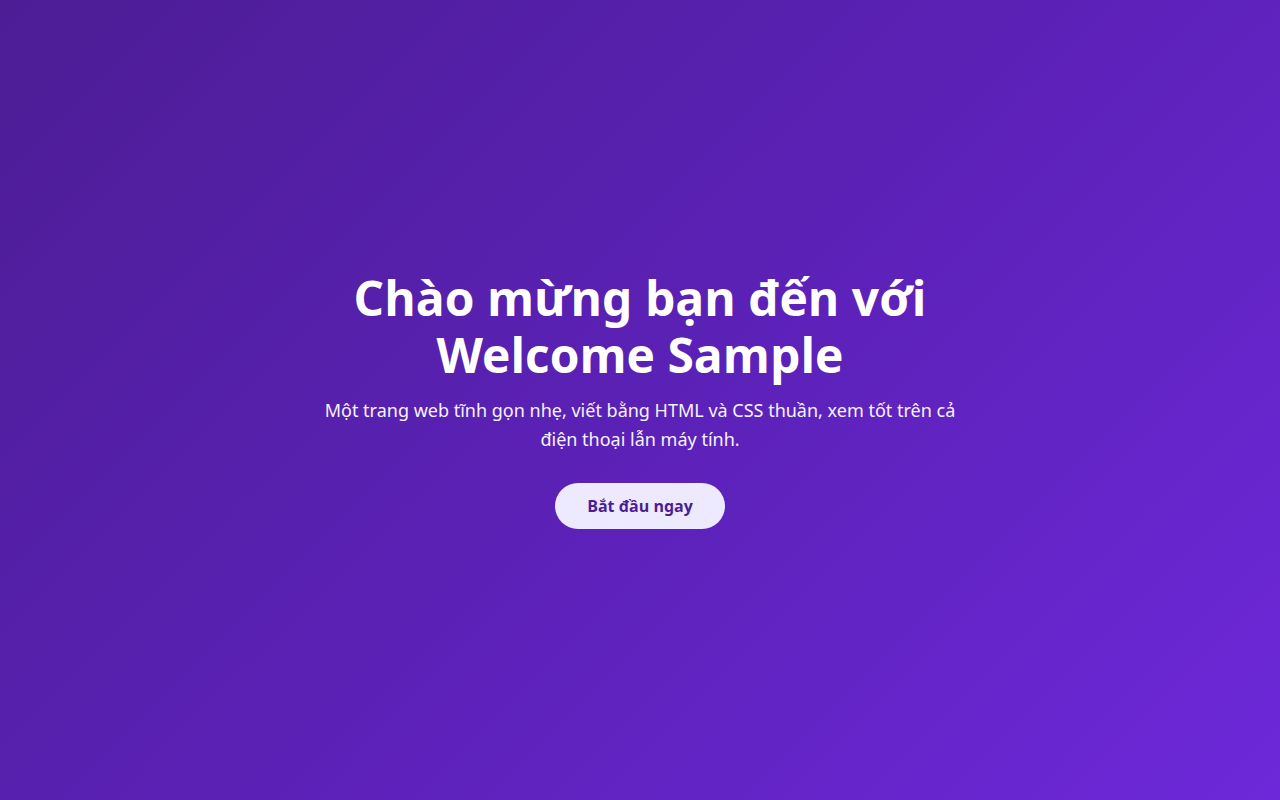 Chào mừng bạn đến với
Welcome Sample
Một trang web tĩnh gọn nhẹ, viết bằng HTML và CSS thuần, xem tốt trên cả
điện thoại lẫn máy tính.
Bắt đầu ngay